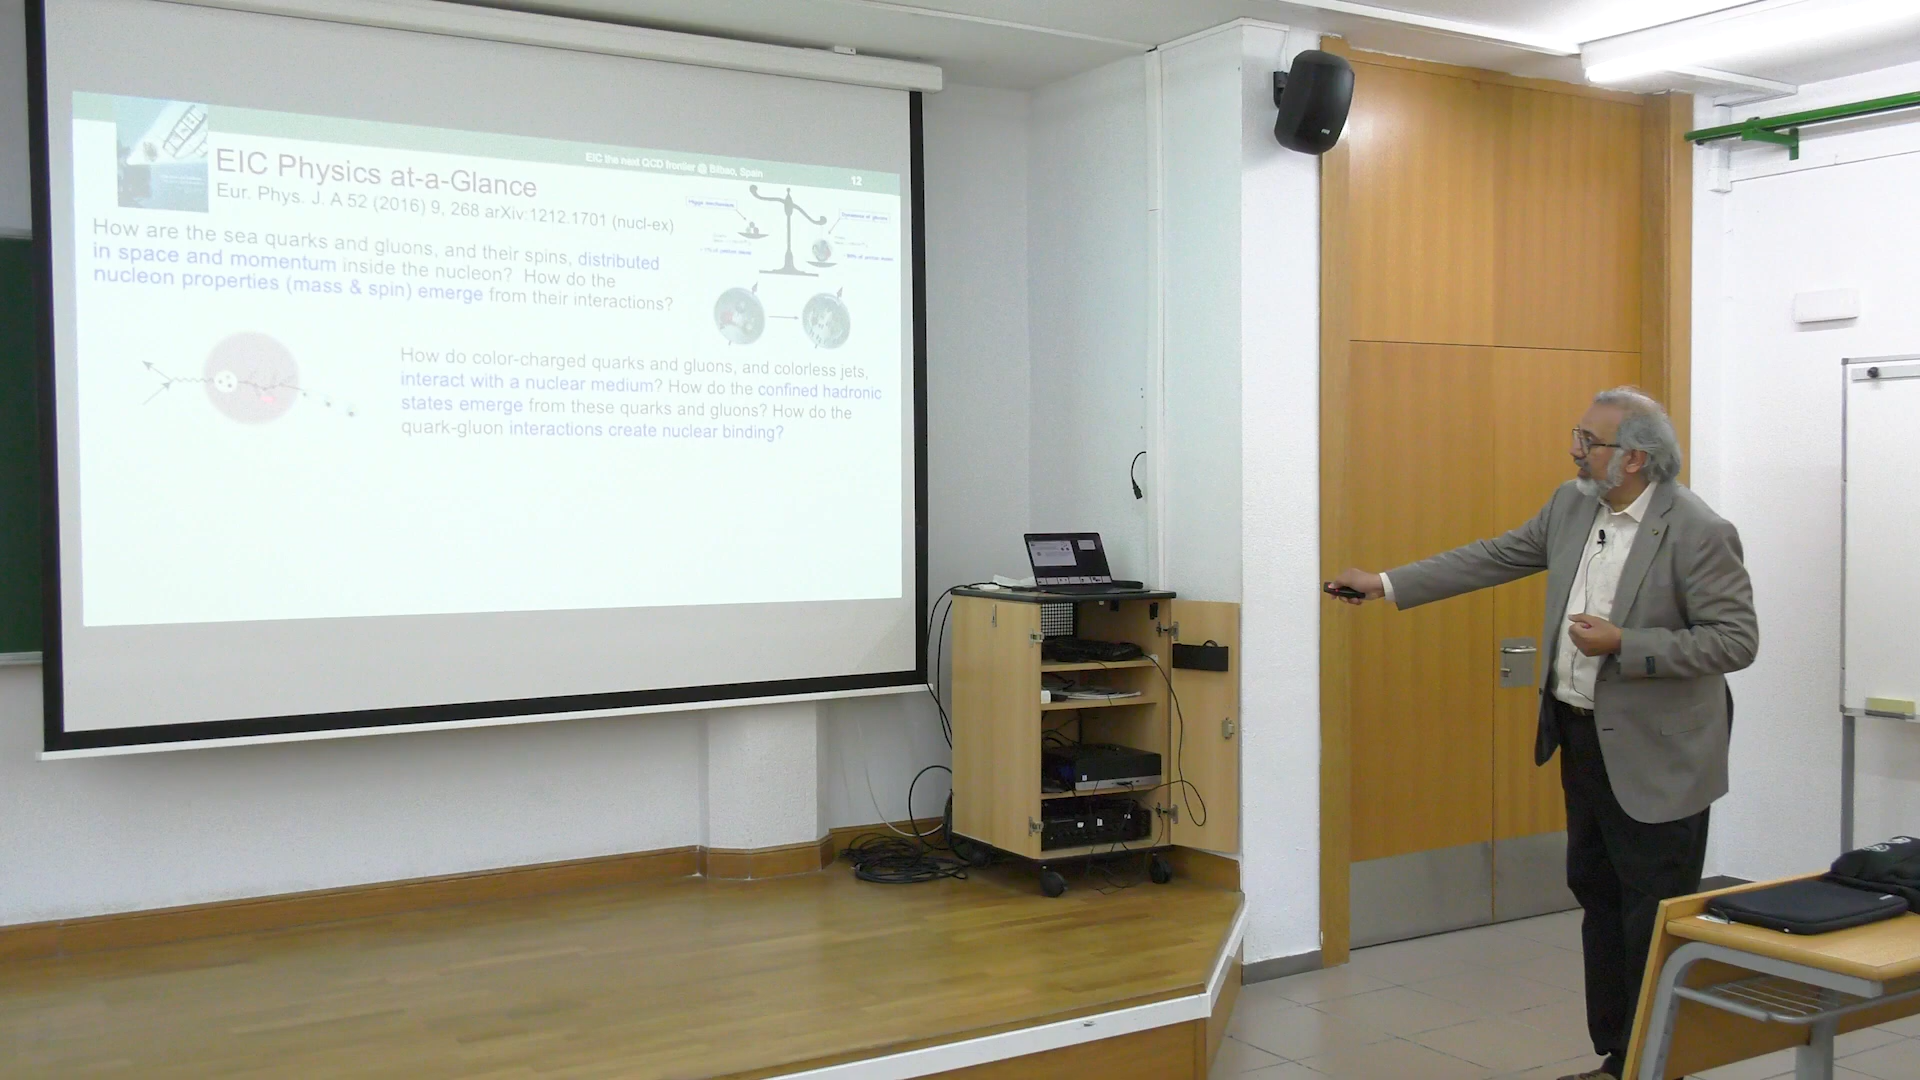 EIC the next QCD frontier @ Bilbao, Spain
12
EIC Physics at-a-Glance
Eur. Phys. J. A 52 (2016) 9, 268 arXiv:1212.1701 (nucl-ex)
How are the sea quarks and gluons, and their spins, distributed
in space and momentum inside the nucleon? How do the
nucleon properties (mass & spin) emerge from their interactions?
How do color-charged quarks and gluons, and colorless jets,
interact with a nuclear medium? How do the confined hadronic
states emerge from these quarks and gluons? How do the
quark-gluon interactions create nuclear binding?